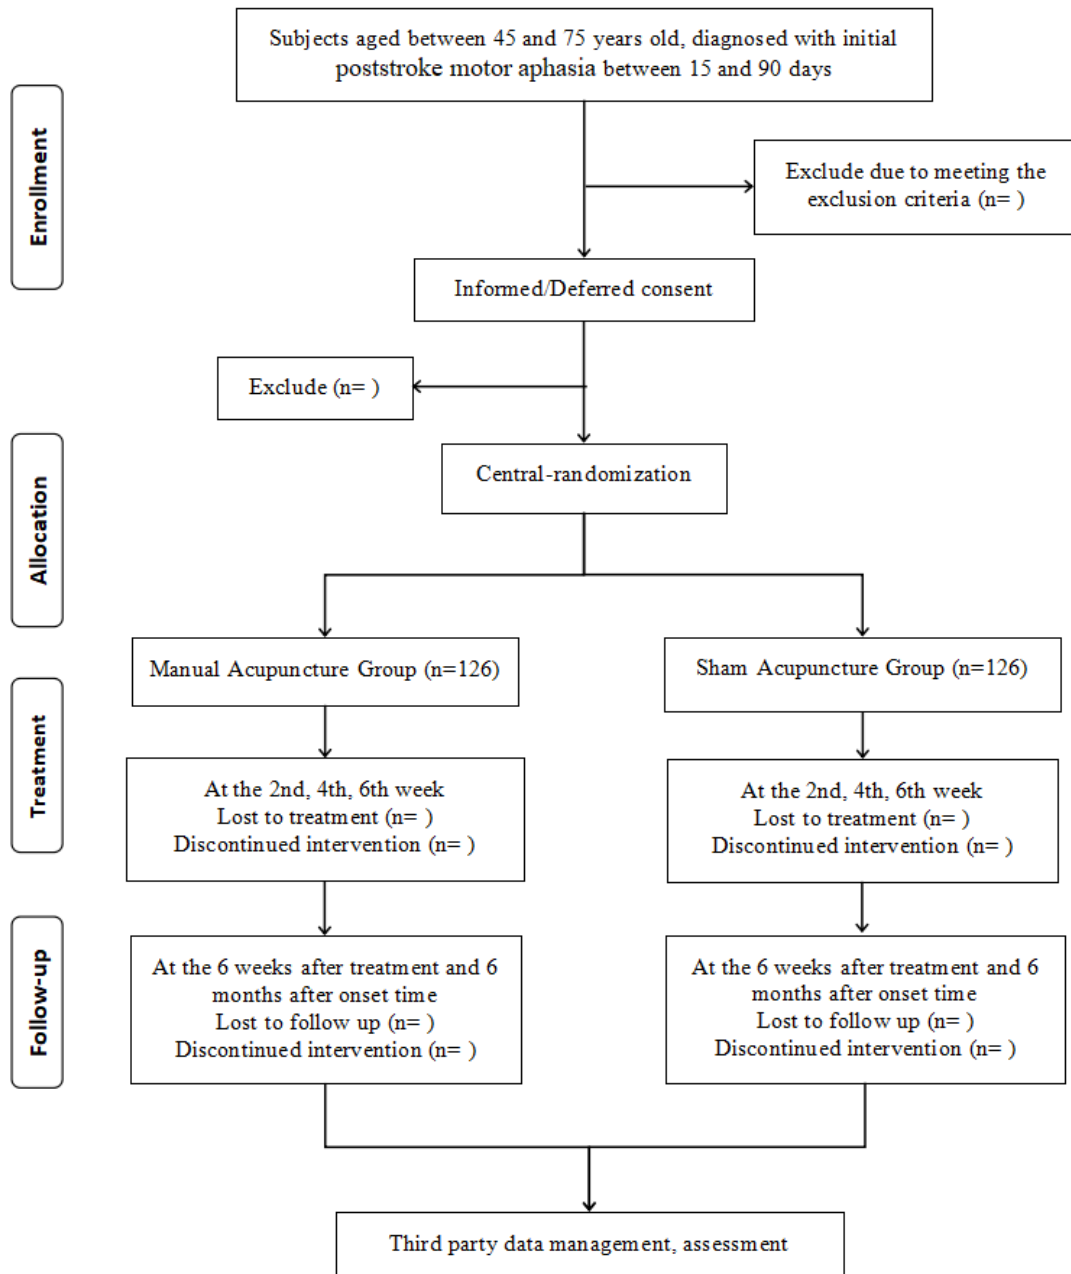 Subjects aged between 45 and 75 years old, diagnosed with initial
poststroke motor aphasia between 15 and 90 days
Enrollment
Exclude due to meeting the
exclusion criteria (n= )
Informed/Deferred consent
Exclude (n= )
Allocation
Central-randomization
Manual Acupuncture Group (n=126)
Sham Acupuncture Group (n=126)
Treatment
At the 2nd, 4th, 6th week
Lost to treatment (n= )
Discontinued intervention (n= )
At the 2nd, 4th, 6th week
Lost to treatment (n= )
Discontinued intervention (n= )
Follow-up
At the 6 weeks after treatment and 6
months after onset time
Lost to follow up (n= )
Discontinued intervention (n= )
At the 6 weeks after treatment and 6
months after onset time
Lost to follow up (n= )
Discontinued intervention (n= )
Third party data management, assessment